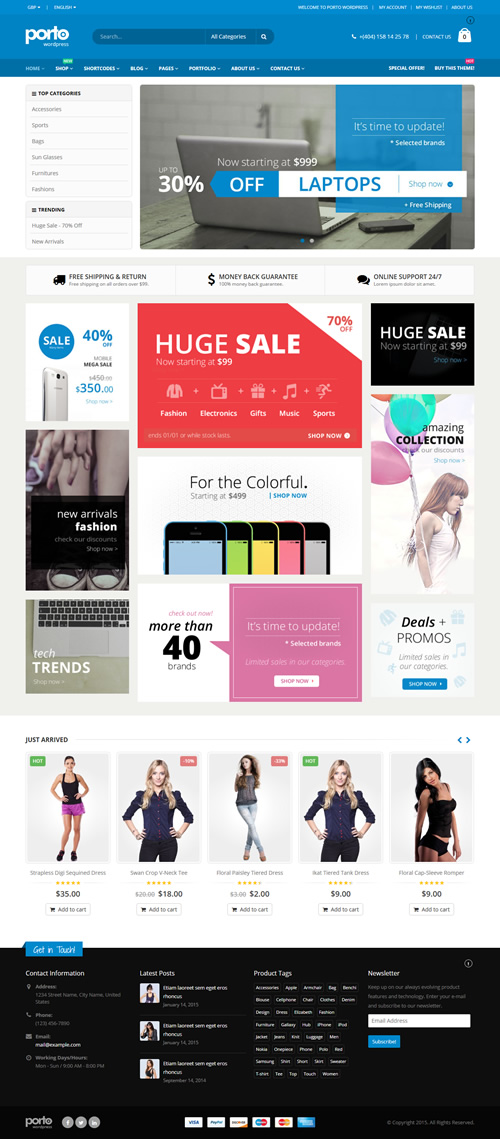 GBP | ENGLISH
WELCOME TO PORTO WORDPRESS | MY ACCOUNT | MY WISHLIST | ABOUT US
porto
wordpress
Search...
All Categories
+(404) 158 14 25 78 | CONTACT US
0
HOME SHOP SHORTCODES BLOG PAGES PORTFOLIO ABOUT US CONTACT US
NEW
SPECIAL OFFER! BUY THIS THEME!
HOT
TOP CATEGORIES
Accessories
Sports
Bags
Sun Glasses
Furnitures
Fashions
TRENDING
Huge Sale - 70% Off
New Arrivals
It's time to update!
* Selected brands
Now starting at $999
UP TO
30% OFF LAPTOPS Shop now
+ Free Shipping
FREE SHIPPING & RETURN
Free shipping on all orders over $99.
MONEY BACK GUARANTEE
100% money back guarantee.
ONLINE SUPPORT 24/7
Lorem ipsum dolor sit amet.
SALE
40%
OFF
MOBILE
MEGA SALE
$450.00
$350.00
Shop now >
70%
OFF
HUGE SALE
Now starting at $99
Fashion + Electronics + Gifts + Music + Sports
ends 01/01 or while stock lasts.
SHOP NOW
HUGE SALE
Now starting at $99
Shop now >
amazing
COLLECTION
check our discounts
Shop now >
new arrivals
fashion
check our discounts
Shop now >
For the Colorful.
Starting at $499 | SHOP NOW
tech
TRENDS
Shop now >
check out now!
more than
40
brands
It's time to update!
* Selected brands
Limited sales in our categories.
SHOP NOW
Deals +
PROMOS
Limited sales in
our categories.
SHOP NOW
JUST ARRIVED
HOT
-10%
-33%
HOT
Strapless Digi Sequined Dress
$35.00
Add to cart
Swan Crop V-Neck Tee
$20.00 $18.00
Add to cart
Floral Paisley Tiered Dress
$3.00 $2.00
Add to cart
Ikat Tiered Tank Dress
$9.00
Add to cart
Floral Cap-Sleeve Romper
$9.00
Add to cart
Get in Touch!
Contact Information
Address:
1234 Street Name, City Name, United
States
Phone:
(123) 456-7890
Email:
mail@example.com
Working Days/Hours:
Mon - Sun / 9:00 AM - 8:00 PM
Latest Posts
Etiam laoreet sem eget eros
rhoncus
January 14, 2015
Etiam laoreet sem eget eros
rhoncus
January 14, 2015
Etiam laoreet sem eget eros
rhoncus
September 14, 2014
Product Tags
Accessories Apple Armchair Bag Benchi
Blouse Cellphone Chair Clothes Denim
Design Dress Elizabeth Fashion
Furniture Galaxy Hub iPhone iPod
Jacket Jeans Knit Luggage Men
Nokia Onepiece Phone Polo Red
Samsung Shirt Short Skirt Sweater
T-shirt Tee Top Touch Women
Newsletter
Keep up on our always evolving product
features and technology. Enter your e-mail
and subscribe to our newsletter.
Email Address
Subscribe!
porto
wordpress
VISA PayPal DISCOVER
© Copyright 2015. All Rights Reserved.